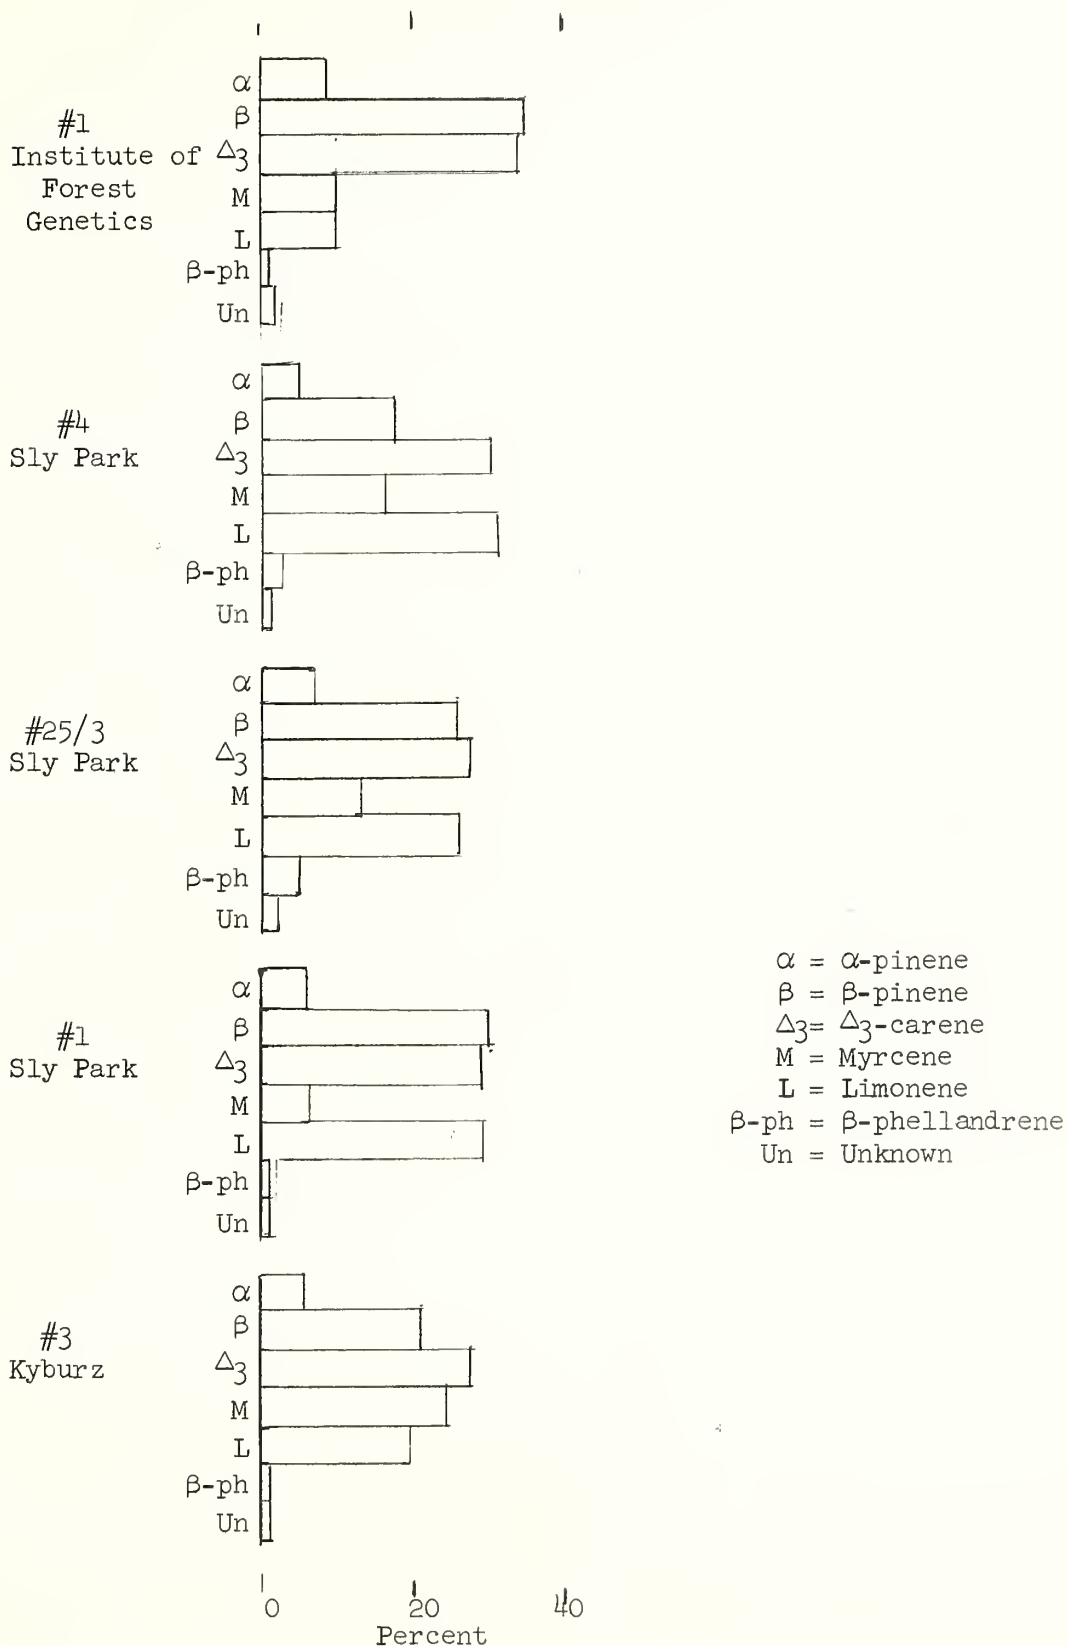 #1
Institute of
Forest
Genetics
α
β
Δ3
M
L
β-ph
Un
#4
Sly Park
α
β
Δ3
M
L
β-ph
Un
#25/3
Sly Park
α
β
Δ3
M
L
β-ph
Un
#1
Sly Park
α
β
Δ3
M
L
β-ph
Un
#3
Kyburz
α
β
Δ3
M
L
β-ph
Un
α = α-pinene
β = β-pinene
Δ3= Δ3-carene
M = Myrcene
L = Limonene
β-ph = β-phellandrene
Un = Unknown
0 20 40
Percent